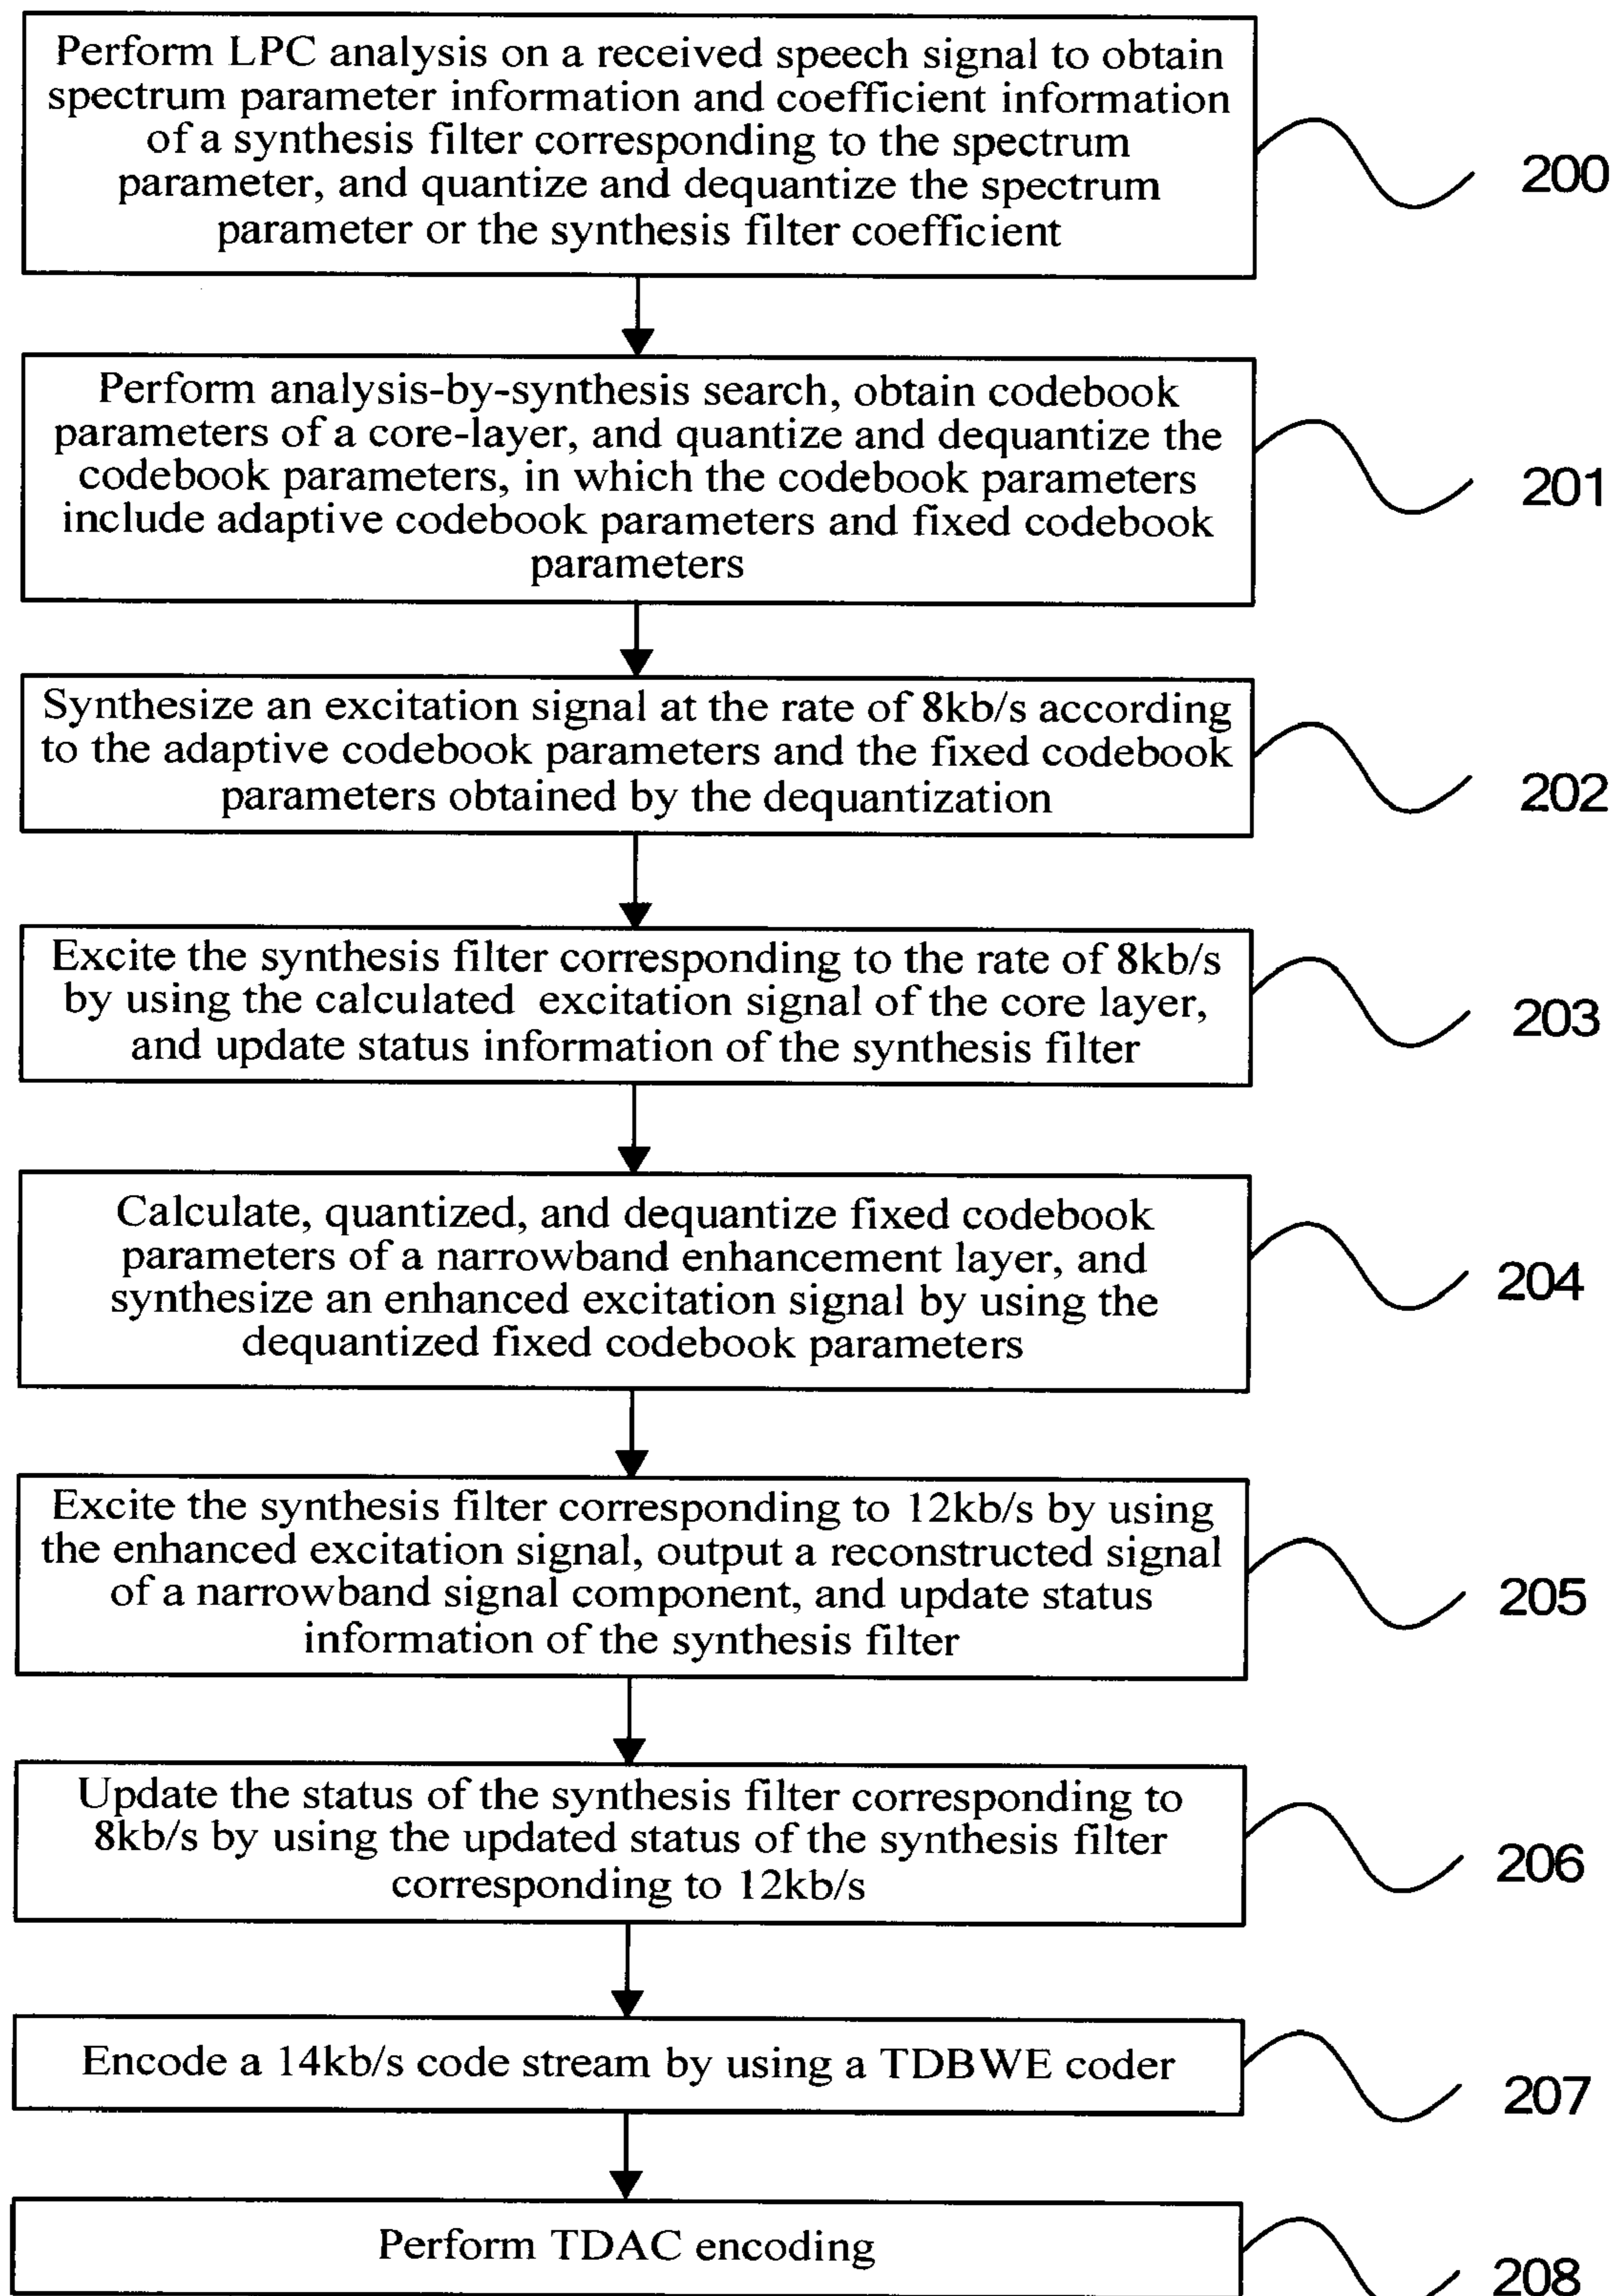 Perform LPC analysis on a received speech signal to obtain
spectrum parameter information and coefficient information
of a synthesis filter corresponding to the spectrum
parameter, and quantize and dequantize the spectrum
parameter or the synthesis filter coefficient
200
Perform analysis-by-synthesis search, obtain codebook
parameters of a core-layer, and quantize and dequantize the
codebook parameters, in which the codebook parameters
include adaptive codebook parameters and fixed codebook
parameters
201
Synthesize an excitation signal at the rate of 8kb/s according
to the adaptive codebook parameters and the fixed codebook
parameters obtained by the dequantization
202
Excite the synthesis filter corresponding to the rate of 8kb/s
by using the calculated excitation signal of the core layer,
and update status information of the synthesis filter
203
Calculate, quantized, and dequantize fixed codebook
parameters of a narrowband enhancement layer, and
synthesize an enhanced excitation signal by using the
dequantized fixed codebook parameters
204
Excite the synthesis filter corresponding to 12kb/s by using
the enhanced excitation signal, output a reconstructed signal
of a narrowband signal component, and update status
information of the synthesis filter
205
Update the status of the synthesis filter corresponding to
8kb/s by using the updated status of the synthesis filter
corresponding to 12kb/s
206
Encode a 14kb/s code stream by using a TDBWE coder
207
Perform TDAC encoding
208